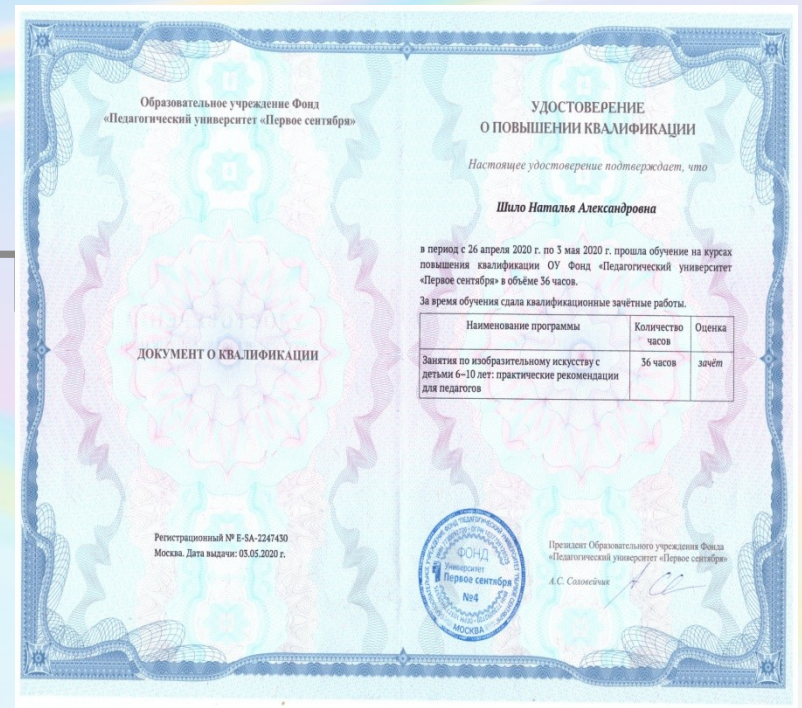 Образовательное учреждение Фонд
«Педагогический университет «Первое сентября»
ДОКУМЕНТ О КВАЛИФИКАЦИИ
Регистрационный № E-SA-2247430
Москва. Дата выдачи: 03.05.2020 г.
УДОСТОВЕРЕНИЕ
О ПОВЫШЕНИИ КВАЛИФИКАЦИИ
Настоящее удостоверение подтверждает, что
Шило Наталья Александровна
в период с 26 апреля 2020 г. по 3 мая 2020 г. прошла обучение на курсах
повышения квалификации ОУ Фонд «Педагогический университет
«Первое сентября» в объёме 36 часов.
За время обучения сдала квалификационные зачётные работы.
Наименование программы Количество Оценка
часов
Занятия по изобразительному искусству с 36 часов зачёт
детьми 6–10 лет: практические рекомендации
для педагогов
ФОНД
Университет
Первое сентября
№4
МОСКВА
Президент Образовательного учреждения Фонда
«Педагогический университет «Первое сентября»
А.С. Соловейчик